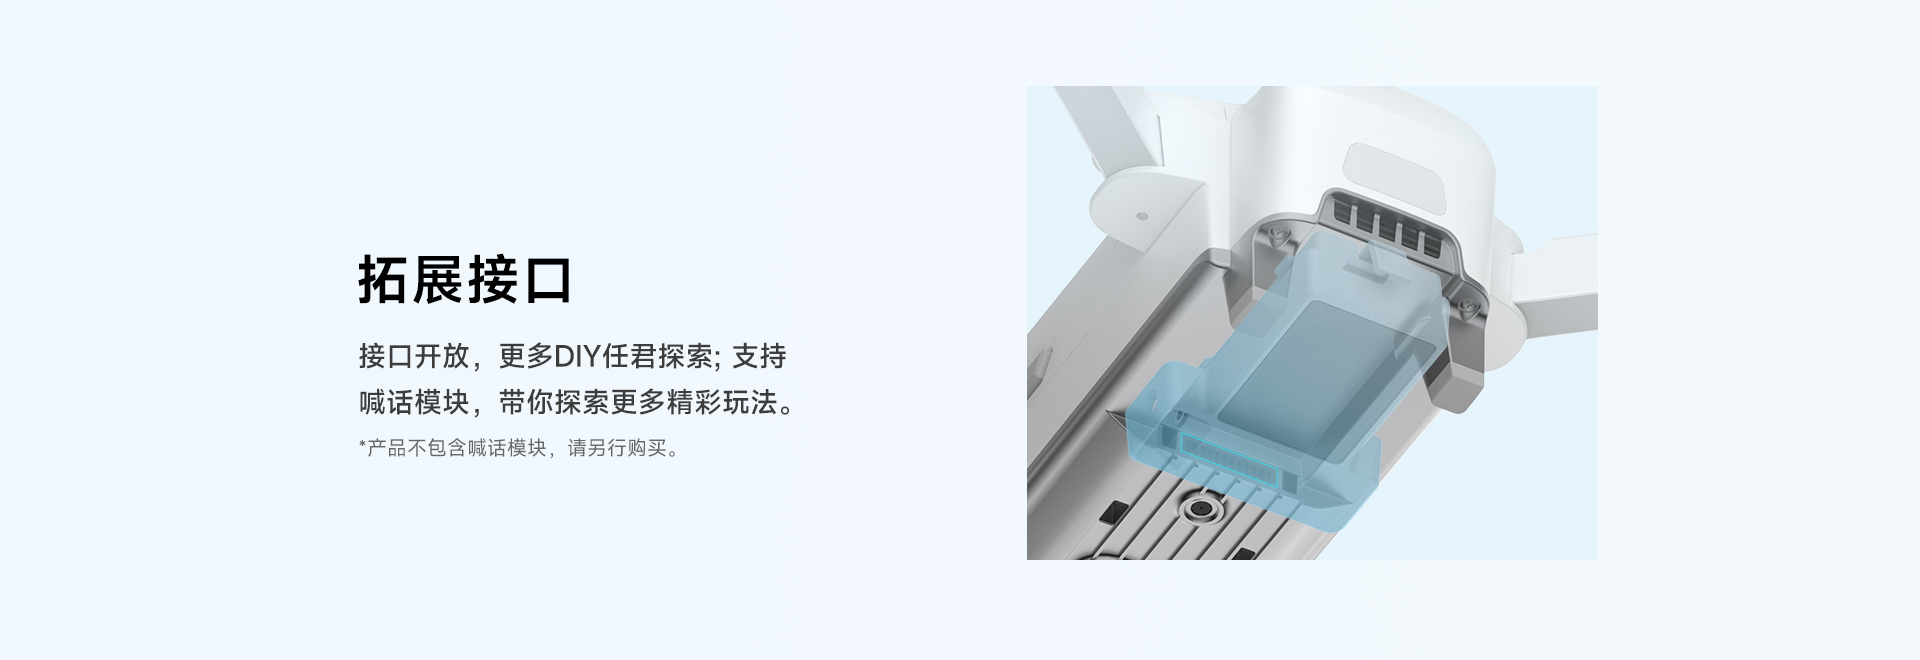 拓展接口
接口开放，更多DIY任君探索; 支持
喊话模块，带你探索更多精彩玩法。
*产品不包含喊话模块，请另行购买。